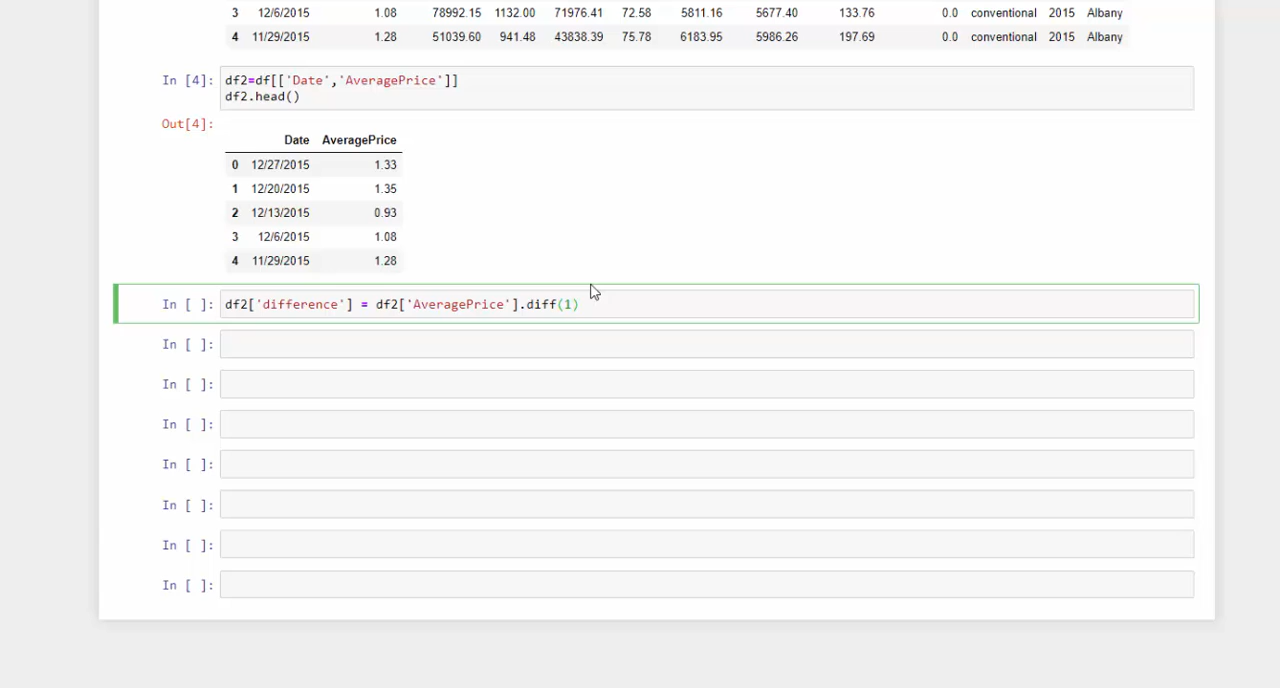 3 12/6/2015 1.08 78992.15 1132.00 71976.41 72.58 5811.16 5677.40 133.76 0.0 conventional 2015 Albany
4 11/29/2015 1.28 51039.60 941.48 43838.39 75.78 6183.95 5986.26 197.69 0.0 conventional 2015 Albany
In [4]: df2=df[['Date','AveragePrice']]
df2.head()
Out[4]:
Date AveragePrice
0 12/27/2015 1.33
1 12/20/2015 1.35
2 12/13/2015 0.93
3 12/6/2015 1.08
4 11/29/2015 1.28
In [ ]: df2['difference'] = df2['AveragePrice'].diff(1)
In [ ]:
In [ ]:
In [ ]:
In [ ]:
In [ ]:
In [ ]:
In [ ]: